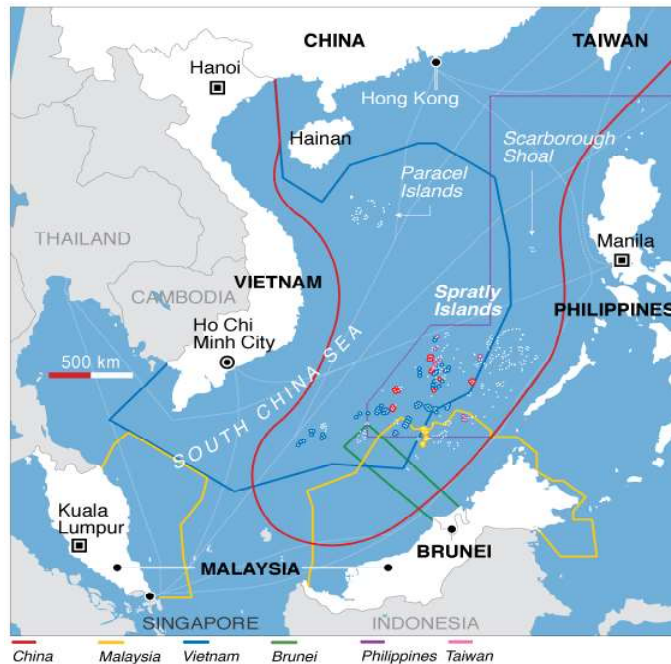 CHINA
TAIWAN
Hanoi
Hong Kong
Hainan
Scarborough
Shoal
Paracel
Islands
THAILAND
Manila
VIETNAM
CAMBODIA
Spratly
Islands
PHILIPPINES
Ho Chi
Minh City
500 km
SOUTH CHINA SEA
Kuala
Lumpur
BRUNEI
MALAYSIA
SINGAPORE
INDONESIA
China
Malaysia
Vietnam
Brunei
Philippines
Taiwan